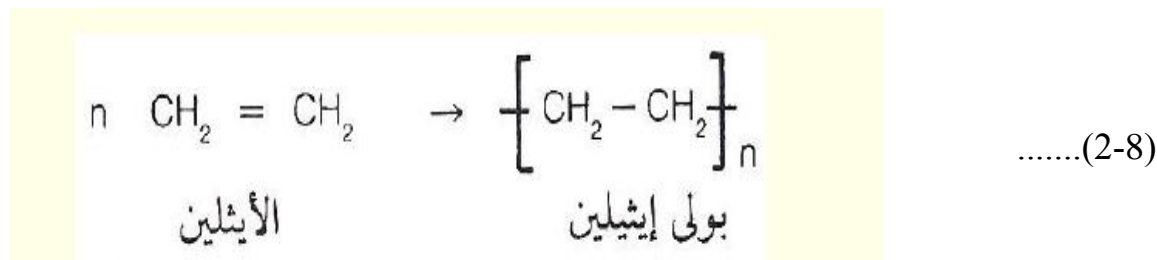 n CH₂ = CH₂ → [CH₂ – CH₂]n .......(2-8)
الأيثلين بولى إيثيلين